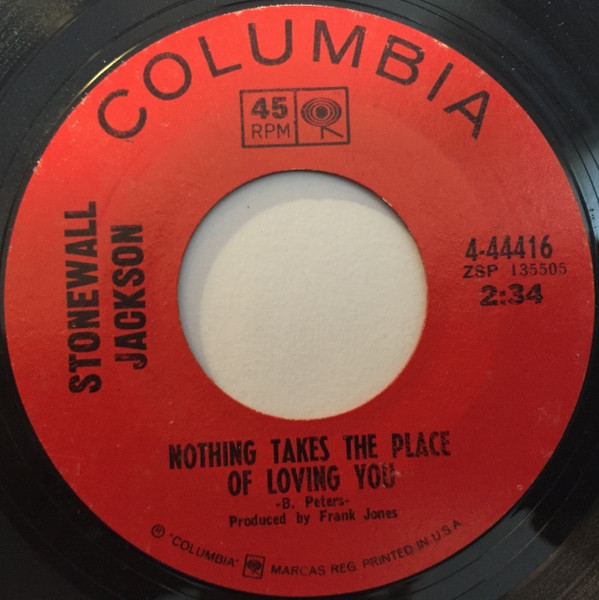 COLUMBIA
45
RPM
STONEWALL
JACKSON
4-44416
ZSP 135505
2:34
NOTHING TAKES THE PLACE
OF LOVING YOU
-B. Peters-
Produced by Frank Jones
℗ "COLUMBIA" MARCAS REG. PRINTED IN U.S.A.